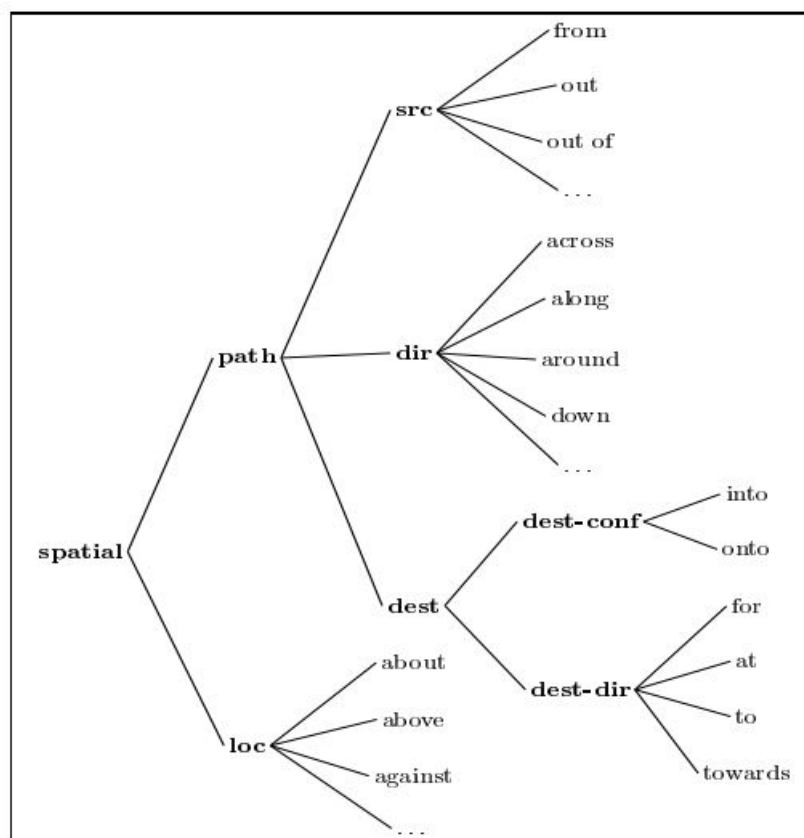 from
src
out
out of
. . .
across
along
path
dir
around
down
. . .
into
dest-conf
spatial
onto
dest
for
about
at
dest-dir
above
to
loc
against
towards
. . .